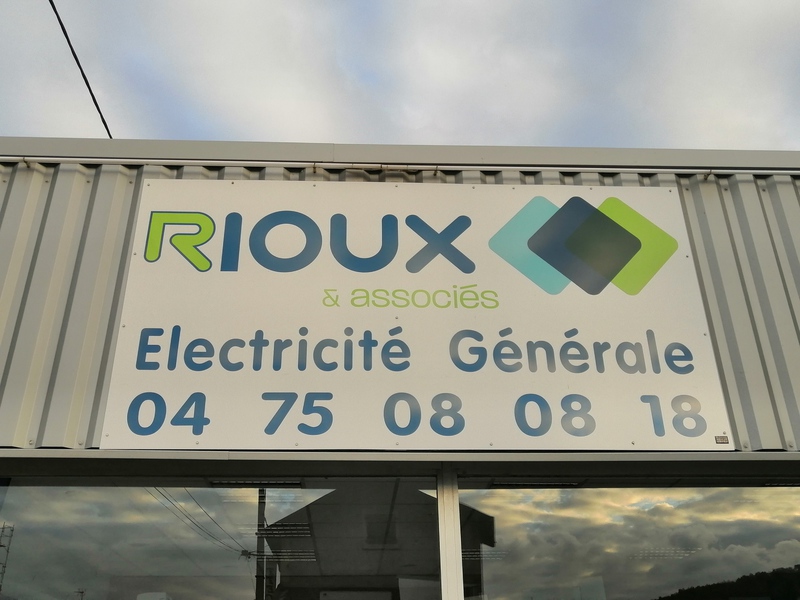 RIOUX
& associés
Electricité Générale
04 75 08 08 18